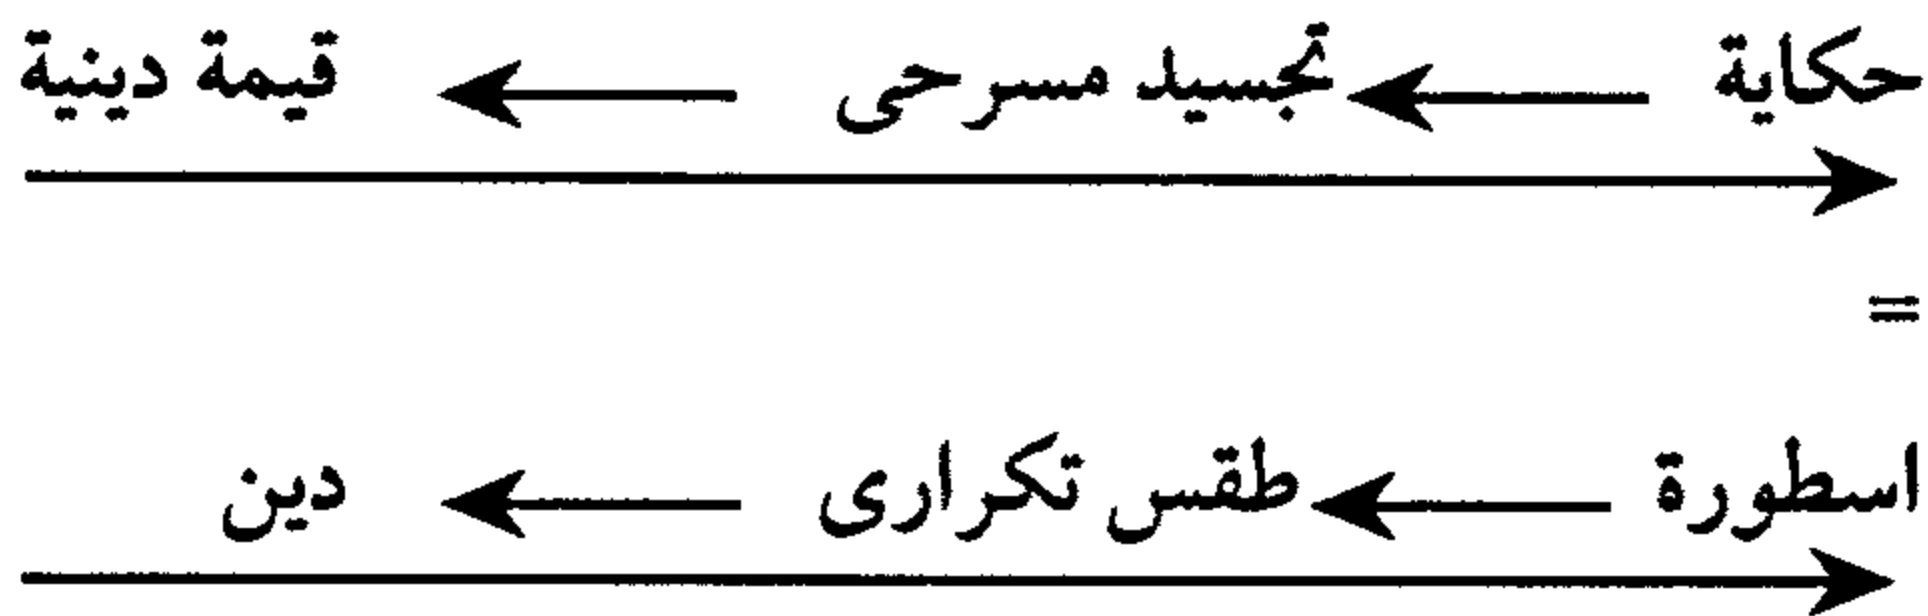 حكاية ← تجسيد مسرحى ← قيمة دينية
=
اسطورة ← طقس تكرارى ← دين